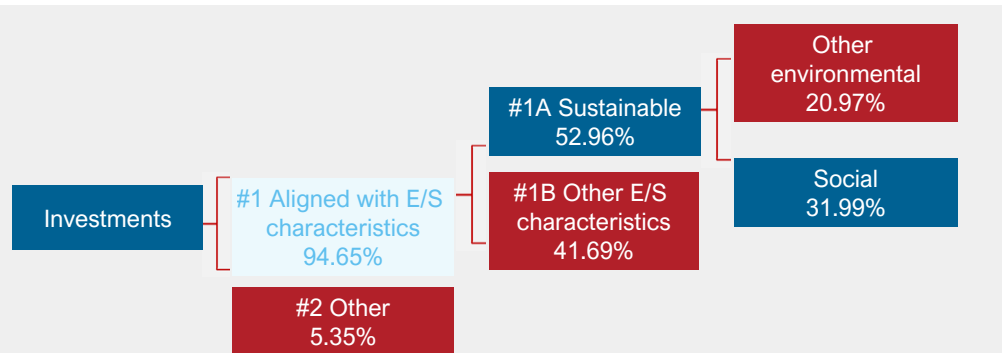 Investments
#1 Aligned with E/S
characteristics
94.65%
#2 Other
5.35%
#1A Sustainable
52.96%
#1B Other E/S
characteristics
41.69%
Other
environmental
20.97%
Social
31.99%